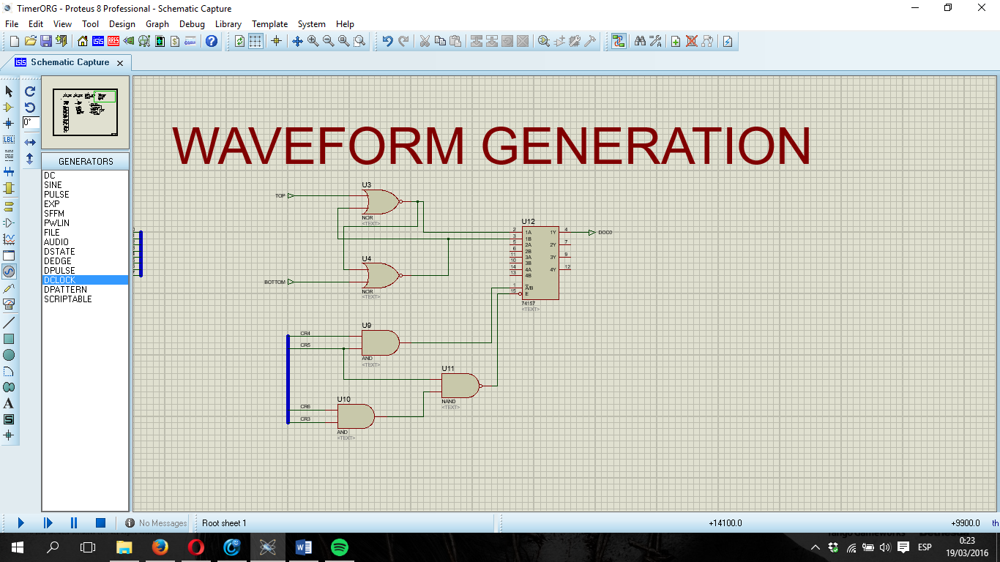 TimerORG - Proteus 8 Professional - Schematic Capture
File Edit View Tool Design Graph Debug Library Template System Help
Schematic Capture
0°
LBL
GENERATORS
DC
SINE
PULSE
EXP
SFFM
PWLIN
FILE
AUDIO
DSTATE
DEDGE
DPULSE
DCLOCK
DPATTERN
SCRIPTABLE
A
S
WAVEFORM GENERATION
U3
TOP
NOR
<TEXT>
U4
BOTTOM
NOR
<TEXT>
U12
2 1A 1Y 4 DOC0
3 1B
5 2A 2Y 7
6 2B
11 3A 3Y 9
10 3B
14 4A 4Y 12
13 4B
1 A/B
15 E
74157
<TEXT>
U9
CR4
CR5
AND
<TEXT>
U11
NAND
<TEXT>
U10
CR6
CR3
AND
<TEXT>
No Messages Root sheet 1 +14100.0 +9900.0 th
ESP 0:23
19/03/2016